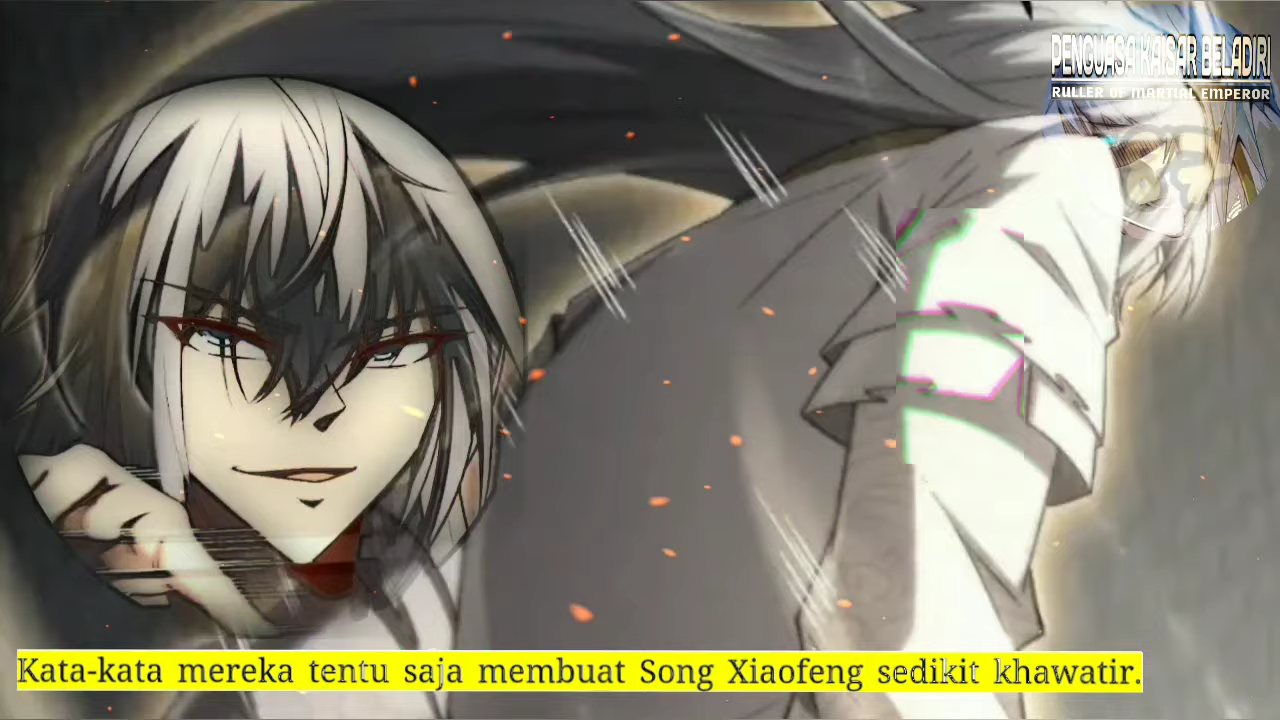 PENGUASA KAISAR BELADIRI
RULLER OF MARTIAL EMPEROR
Kata-kata mereka tentu saja membuat Song Xiaofeng sedikit khawatir.